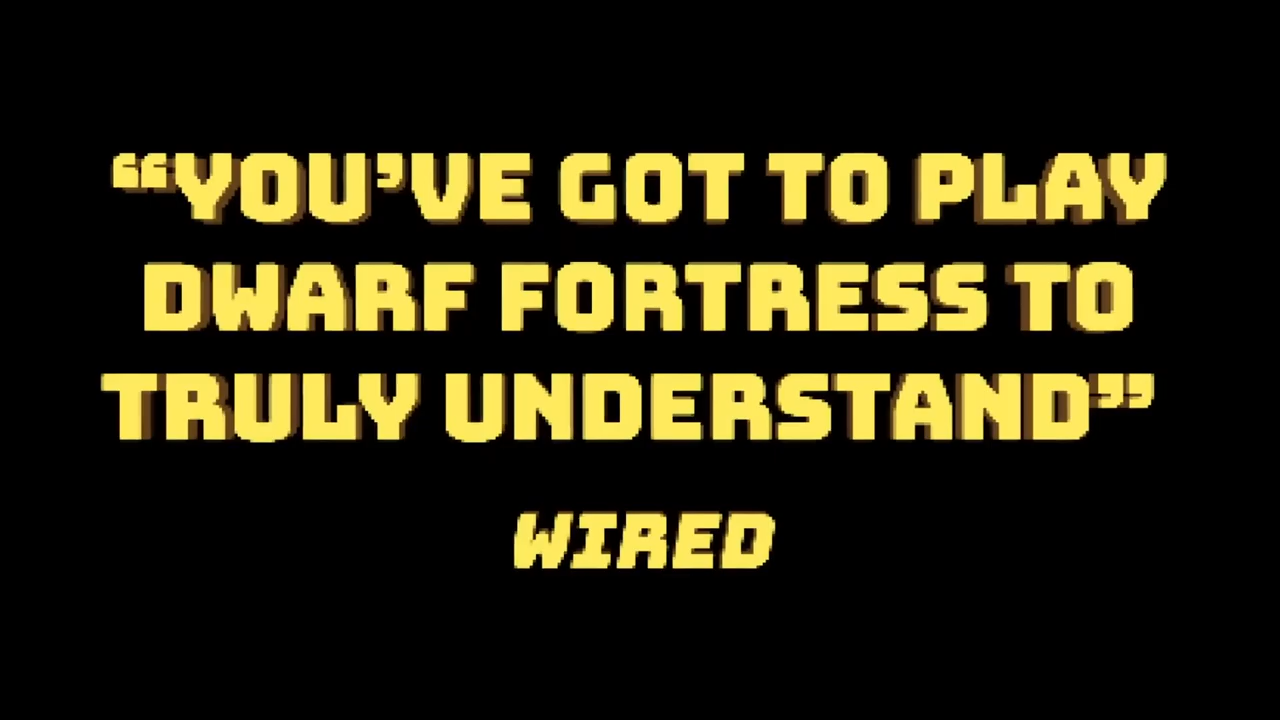 “YOU’VE GOT TO PLAY
DWARF FORTRESS TO
TRULY UNDERSTAND”
WIRED